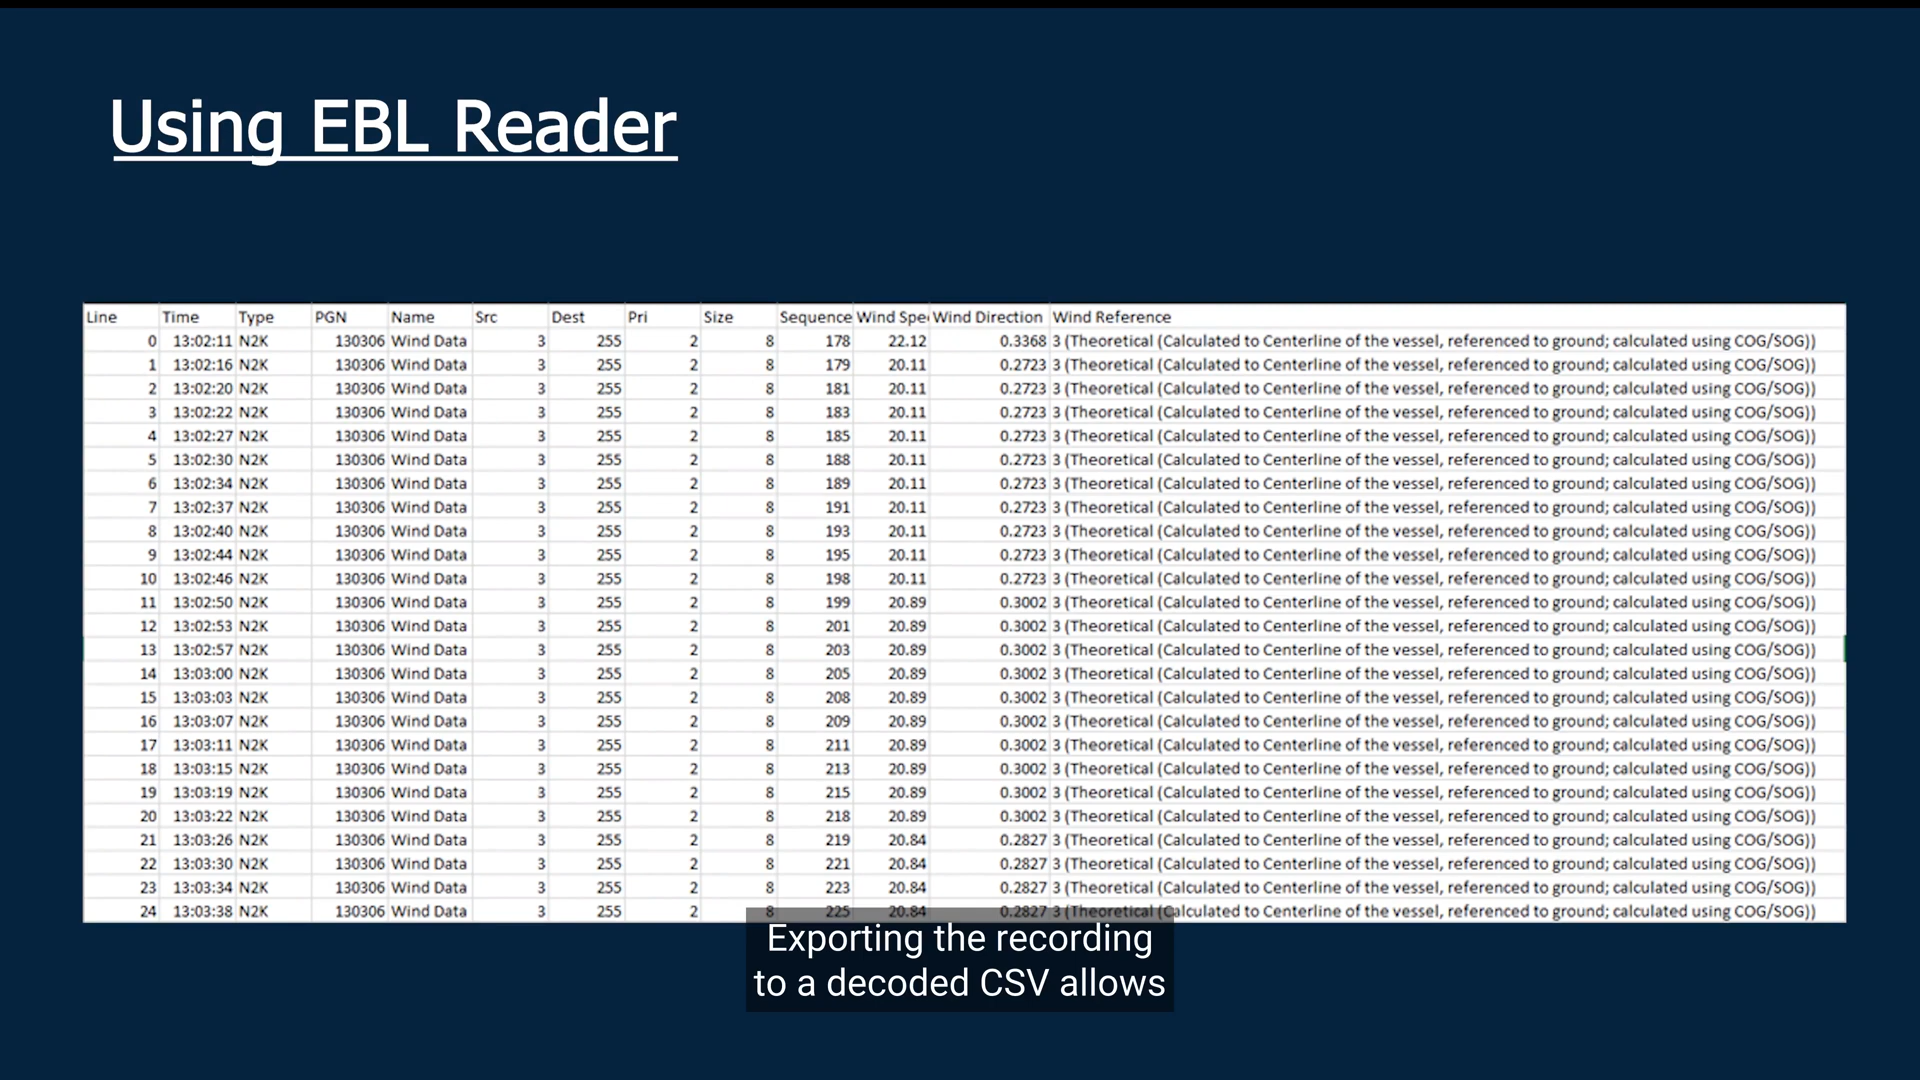 Using EBL Reader
Line Time Type PGN Name Src Dest Pri Size Sequence Wind Spe Wind Direction Wind Reference
0 13:02:11 N2K 130306 Wind Data 3 255 2 8 178 22.12 0.3368 3 (Theoretical (Calculated to Centerline of the vessel, referenced to ground; calculated using COG/SOG))
1 13:02:16 N2K 130306 Wind Data 3 255 2 8 179 20.11 0.2723 3 (Theoretical (Calculated to Centerline of the vessel, referenced to ground; calculated using COG/SOG))
2 13:02:20 N2K 130306 Wind Data 3 255 2 8 181 20.11 0.2723 3 (Theoretical (Calculated to Centerline of the vessel, referenced to ground; calculated using COG/SOG))
3 13:02:22 N2K 130306 Wind Data 3 255 2 8 183 20.11 0.2723 3 (Theoretical (Calculated to Centerline of the vessel, referenced to ground; calculated using COG/SOG))
4 13:02:27 N2K 130306 Wind Data 3 255 2 8 185 20.11 0.2723 3 (Theoretical (Calculated to Centerline of the vessel, referenced to ground; calculated using COG/SOG))
5 13:02:30 N2K 130306 Wind Data 3 255 2 8 188 20.11 0.2723 3 (Theoretical (Calculated to Centerline of the vessel, referenced to ground; calculated using COG/SOG))
6 13:02:34 N2K 130306 Wind Data 3 255 2 8 189 20.11 0.2723 3 (Theoretical (Calculated to Centerline of the vessel, referenced to ground; calculated using COG/SOG))
7 13:02:37 N2K 130306 Wind Data 3 255 2 8 191 20.11 0.2723 3 (Theoretical (Calculated to Centerline of the vessel, referenced to ground; calculated using COG/SOG))
8 13:02:40 N2K 130306 Wind Data 3 255 2 8 193 20.11 0.2723 3 (Theoretical (Calculated to Centerline of the vessel, referenced to ground; calculated using COG/SOG))
9 13:02:44 N2K 130306 Wind Data 3 255 2 8 195 20.11 0.2723 3 (Theoretical (Calculated to Centerline of the vessel, referenced to ground; calculated using COG/SOG))
10 13:02:46 N2K 130306 Wind Data 3 255 2 8 198 20.11 0.2723 3 (Theoretical (Calculated to Centerline of the vessel, referenced to ground; calculated using COG/SOG))
11 13:02:50 N2K 130306 Wind Data 3 255 2 8 199 20.89 0.3002 3 (Theoretical (Calculated to Centerline of the vessel, referenced to ground; calculated using COG/SOG))
12 13:02:53 N2K 130306 Wind Data 3 255 2 8 201 20.89 0.3002 3 (Theoretical (Calculated to Centerline of the vessel, referenced to ground; calculated using COG/SOG))
13 13:02:57 N2K 130306 Wind Data 3 255 2 8 203 20.89 0.3002 3 (Theoretical (Calculated to Centerline of the vessel, referenced to ground; calculated using COG/SOG))
14 13:03:00 N2K 130306 Wind Data 3 255 2 8 205 20.89 0.3002 3 (Theoretical (Calculated to Centerline of the vessel, referenced to ground; calculated using COG/SOG))
15 13:03:03 N2K 130306 Wind Data 3 255 2 8 208 20.89 0.3002 3 (Theoretical (Calculated to Centerline of the vessel, referenced to ground; calculated using COG/SOG))
16 13:03:07 N2K 130306 Wind Data 3 255 2 8 209 20.89 0.3002 3 (Theoretical (Calculated to Centerline of the vessel, referenced to ground; calculated using COG/SOG))
17 13:03:11 N2K 130306 Wind Data 3 255 2 8 211 20.89 0.3002 3 (Theoretical (Calculated to Centerline of the vessel, referenced to ground; calculated using COG/SOG))
18 13:03:15 N2K 130306 Wind Data 3 255 2 8 213 20.89 0.3002 3 (Theoretical (Calculated to Centerline of the vessel, referenced to ground; calculated using COG/SOG))
19 13:03:19 N2K 130306 Wind Data 3 255 2 8 215 20.89 0.3002 3 (Theoretical (Calculated to Centerline of the vessel, referenced to ground; calculated using COG/SOG))
20 13:03:22 N2K 130306 Wind Data 3 255 2 8 218 20.89 0.3002 3 (Theoretical (Calculated to Centerline of the vessel, referenced to ground; calculated using COG/SOG))
21 13:03:26 N2K 130306 Wind Data 3 255 2 8 219 20.84 0.2827 3 (Theoretical (Calculated to Centerline of the vessel, referenced to ground; calculated using COG/SOG))
22 13:03:30 N2K 130306 Wind Data 3 255 2 8 221 20.84 0.2827 3 (Theoretical (Calculated to Centerline of the vessel, referenced to ground; calculated using COG/SOG))
23 13:03:34 N2K 130306 Wind Data 3 255 2 8 223 20.84 0.2827 3 (Theoretical (Calculated to Centerline of the vessel, referenced to ground; calculated using COG/SOG))
24 13:03:38 N2K 130306 Wind Data 3 255 2 8 225 20.84 0.2827 3 (Theoretical (Calculated to Centerline of the vessel, referenced to ground; calculated using COG/SOG))
Exporting the recording
to a decoded CSV allows